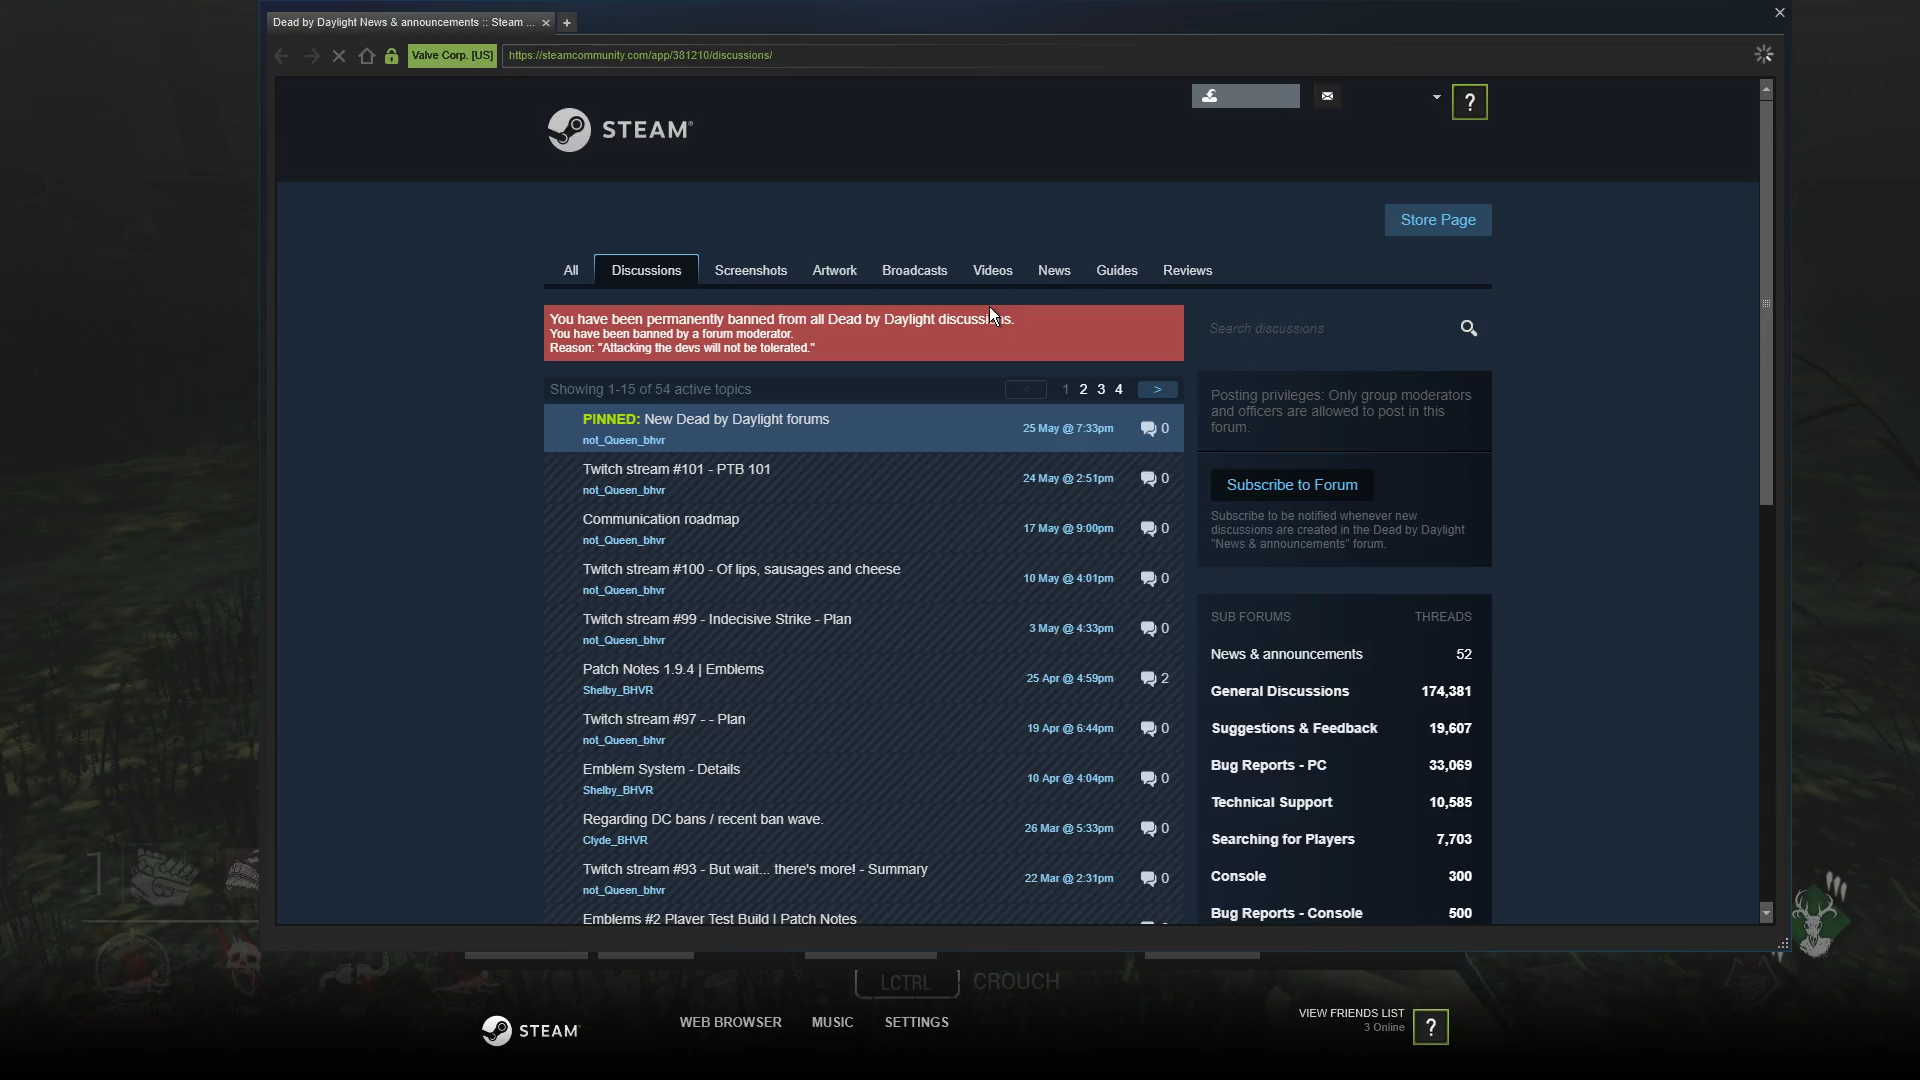 Dead by Daylight News & announcements :: Steam ...
Valve Corp. [US]
https://steamcommunity.com/app/381210/discussions/
STEAM®
?
Store Page
All Discussions Screenshots Artwork Broadcasts Videos News Guides Reviews
You have been permanently banned from all Dead by Daylight discussions.
You have been banned by a forum moderator.
Reason: "Attacking the devs will not be tolerated."
Search discussions
Showing 1-15 of 54 active topics
< 1 2 3 4 >
PINNED: New Dead by Daylight forums
not_Queen_bhvr
25 May @ 7:33pm
0
Twitch stream #101 - PTB 101
not_Queen_bhvr
24 May @ 2:51pm
0
Communication roadmap
not_Queen_bhvr
17 May @ 9:00pm
0
Twitch stream #100 - Of lips, sausages and cheese
not_Queen_bhvr
10 May @ 4:01pm
0
Twitch stream #99 - Indecisive Strike - Plan
not_Queen_bhvr
3 May @ 4:33pm
0
Patch Notes 1.9.4 | Emblems
Shelby_BHVR
25 Apr @ 4:59pm
2
Twitch stream #97 - - Plan
not_Queen_bhvr
19 Apr @ 6:44pm
0
Emblem System - Details
Shelby_BHVR
10 Apr @ 4:04pm
0
Regarding DC bans / recent ban wave.
Clyde_BHVR
26 Mar @ 5:33pm
0
Twitch stream #93 - But wait... there's more! - Summary
not_Queen_bhvr
22 Mar @ 2:31pm
0
Emblems #2 Player Test Build | Patch Notes
Posting privileges: Only group moderators
and officers are allowed to post in this
forum.
Subscribe to Forum
Subscribe to be notified whenever new
discussions are created in the Dead by Daylight
"News & announcements" forum.
SUB FORUMS THREADS
News & announcements 52
General Discussions 174,381
Suggestions & Feedback 19,607
Bug Reports - PC 33,069
Technical Support 10,585
Searching for Players 7,703
Console 300
Bug Reports - Console 500
1
LCTRL CROUCH
STEAM
WEB BROWSER MUSIC SETTINGS
VIEW FRIENDS LIST
3 Online
?